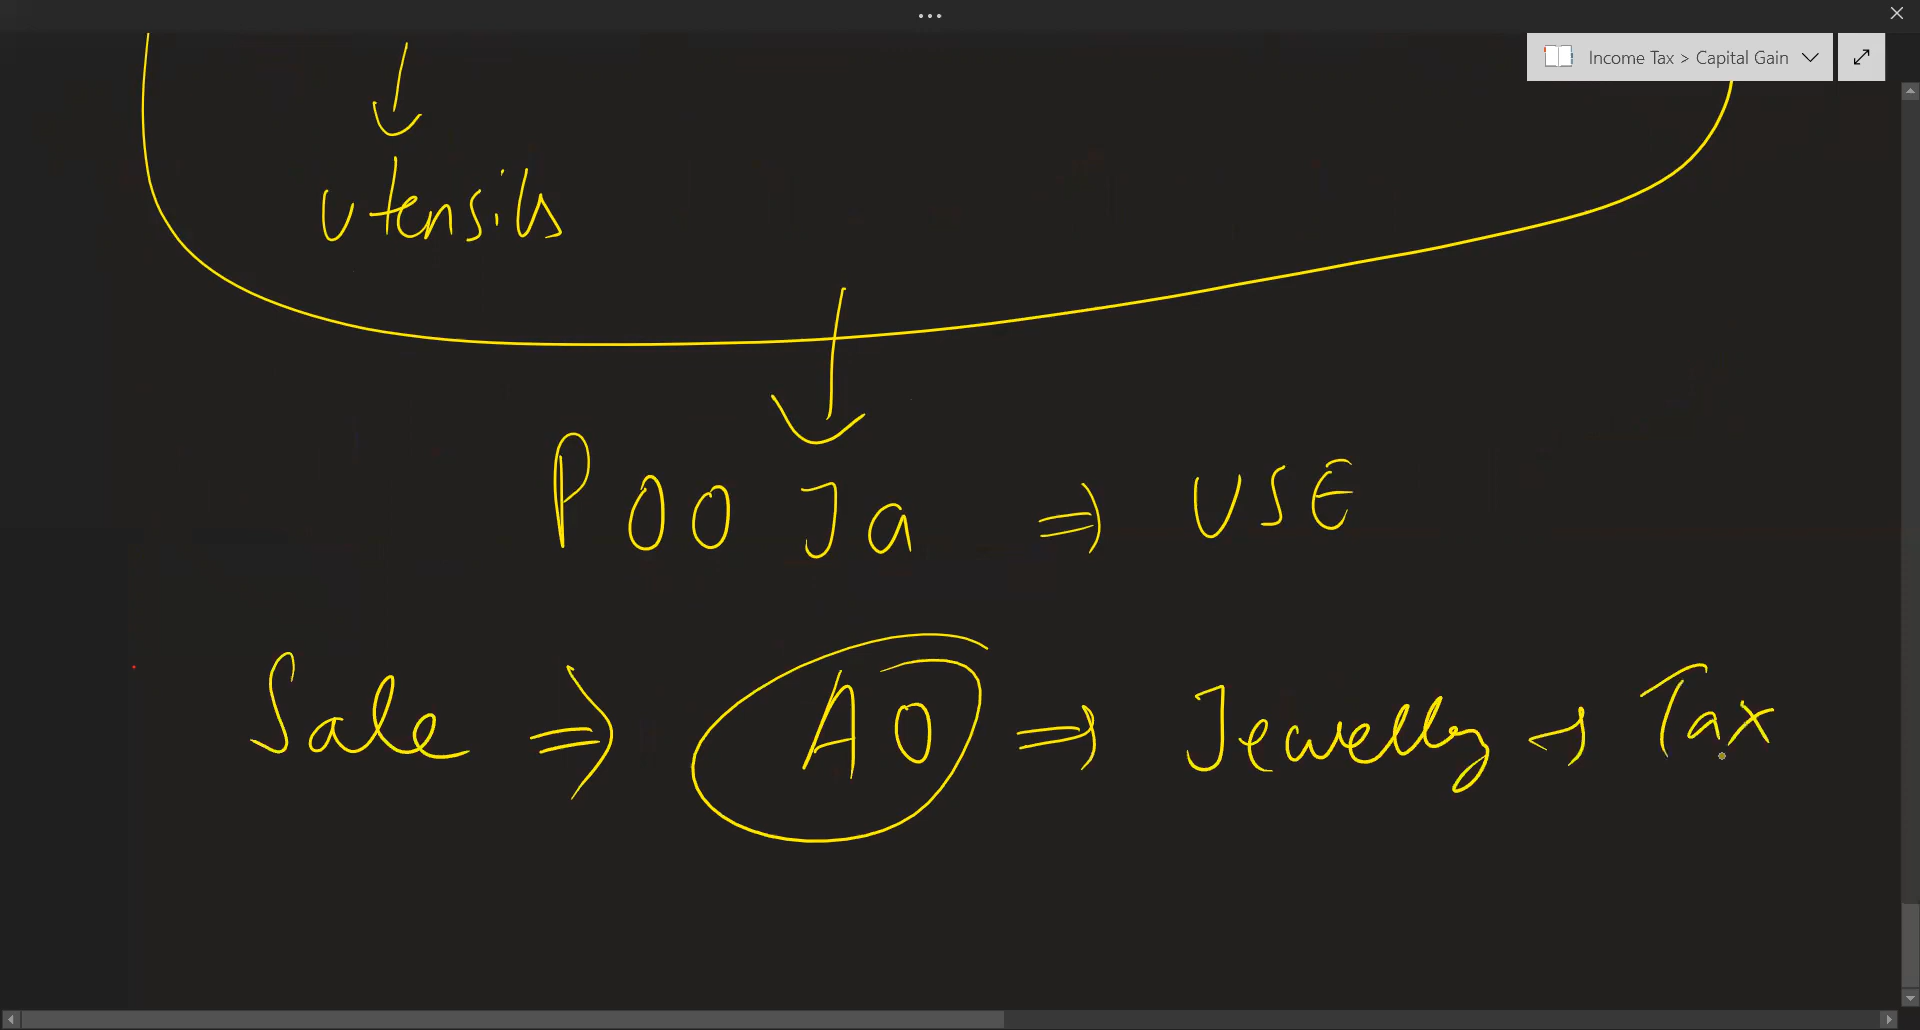 Income Tax > Capital Gain
utensils
POOJa ⇒ USE
Sale ⇒ AO ⇒ Jewelly → Tax